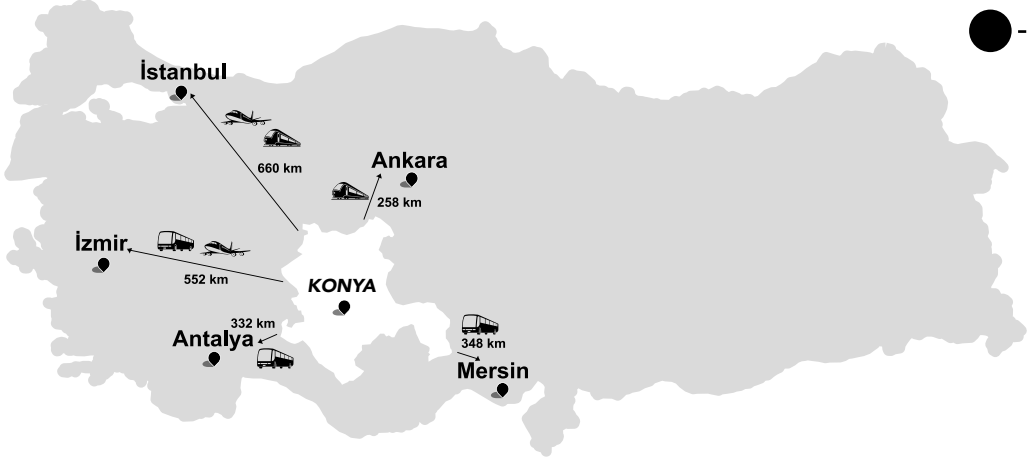 İstanbul
660 km
Ankara
258 km
İzmir
552 km
KONYA
332 km
Antalya
348 km
Mersin
-